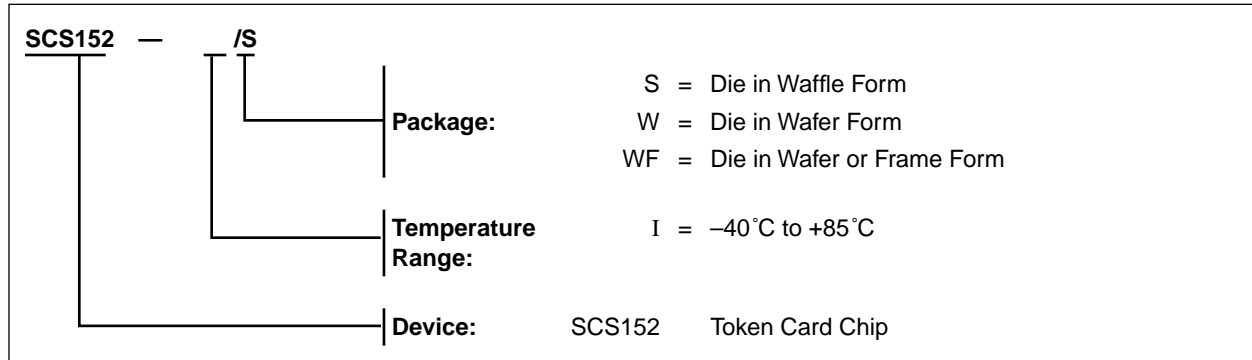 SCS152 — _ /S
Package: S = Die in Waffle Form
W = Die in Wafer Form
WF = Die in Wafer or Frame Form
Temperature Range: I = –40˚C to +85˚C
Device: SCS152 Token Card Chip